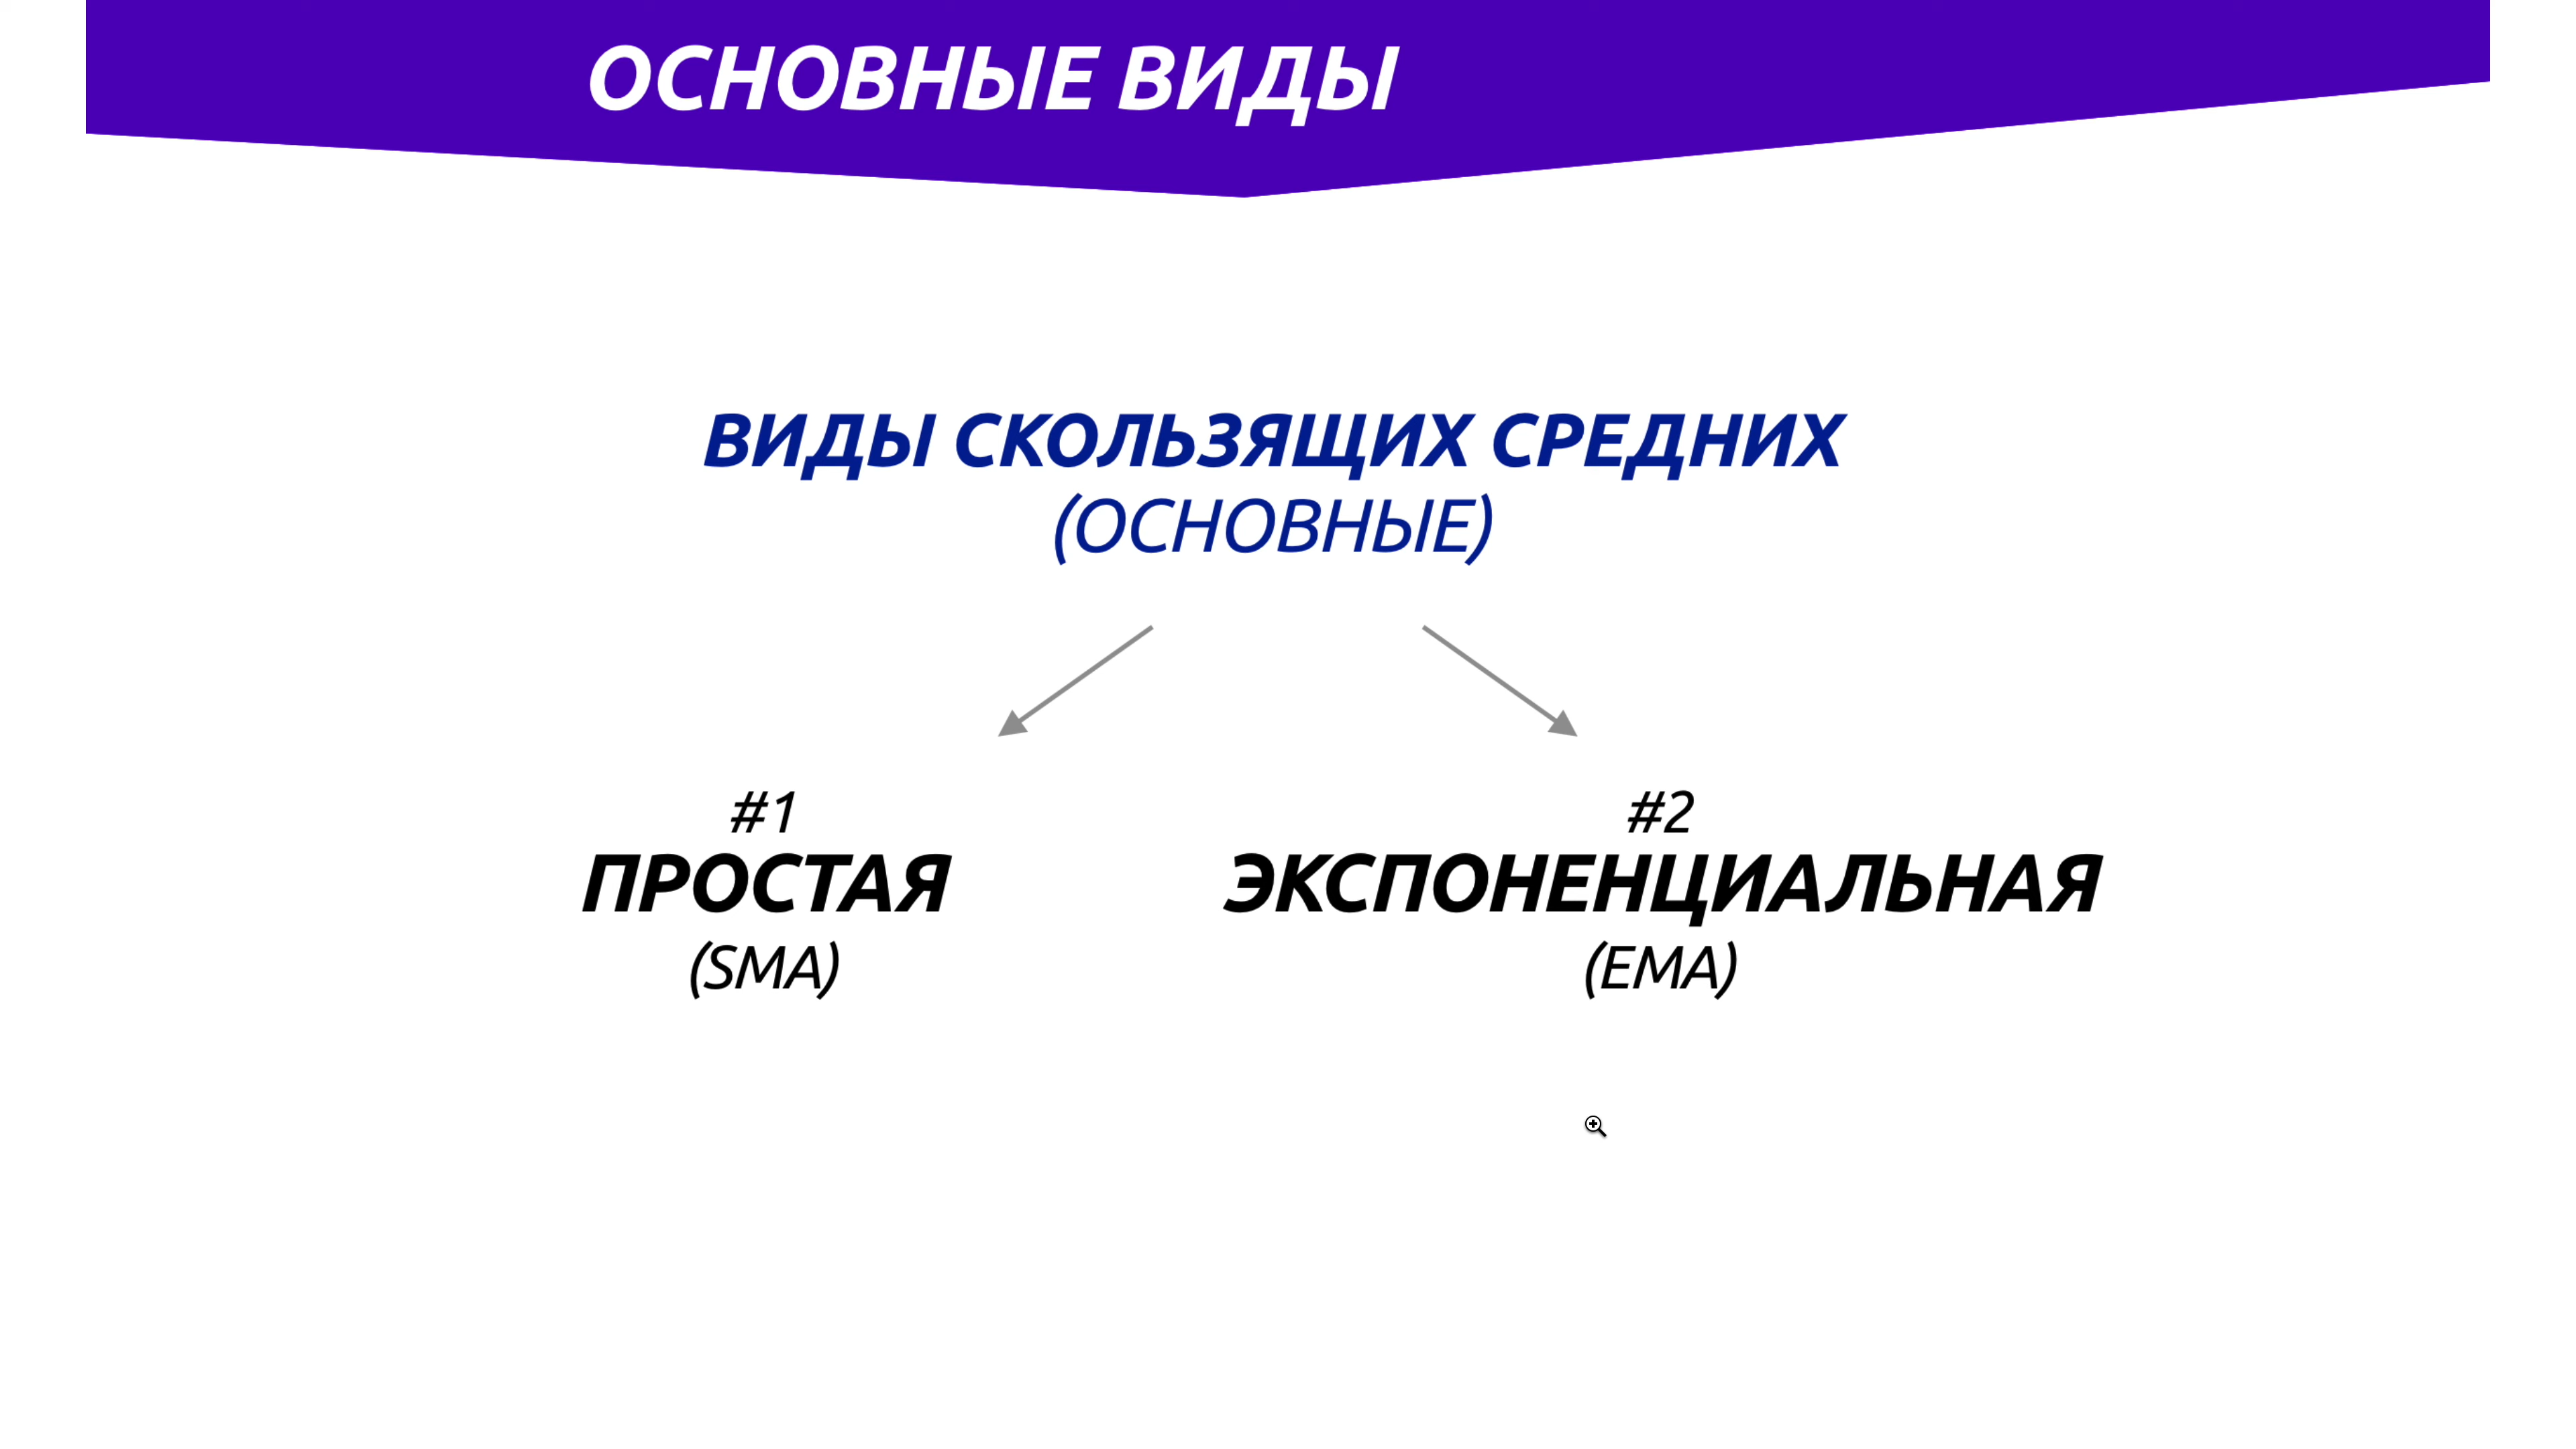 ОСНОВНЫЕ ВИДЫ
ВИДЫ СКОЛЬЗЯЩИХ СРЕДНИХ
(ОСНОВНЫЕ)
#1
ПРОСТАЯ
(SMA)
#2
ЭКСПОНЕНЦИАЛЬНАЯ
(EMA)